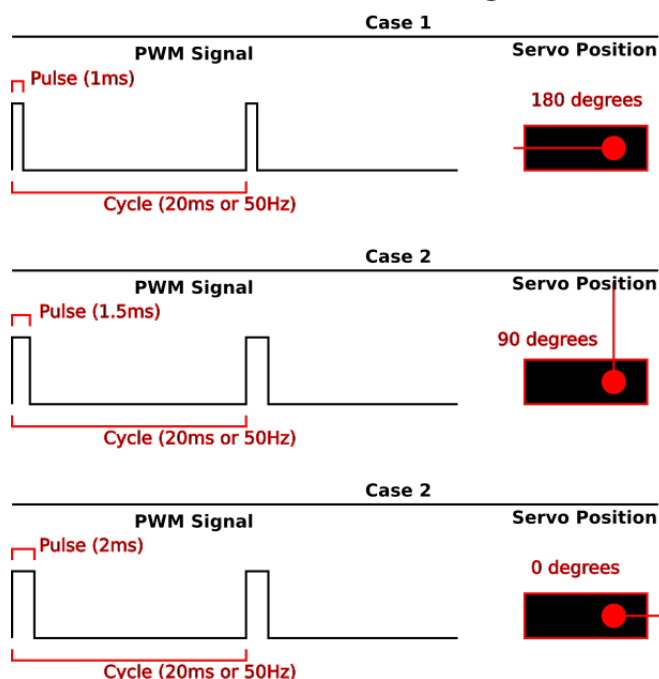 Case 1
PWM Signal Servo Position
Pulse (1ms)
180 degrees
Cycle (20ms or 50Hz)
Case 2
PWM Signal Servo Position
Pulse (1.5ms)
90 degrees
Cycle (20ms or 50Hz)
Case 2
PWM Signal Servo Position
Pulse (2ms)
0 degrees
Cycle (20ms or 50Hz)